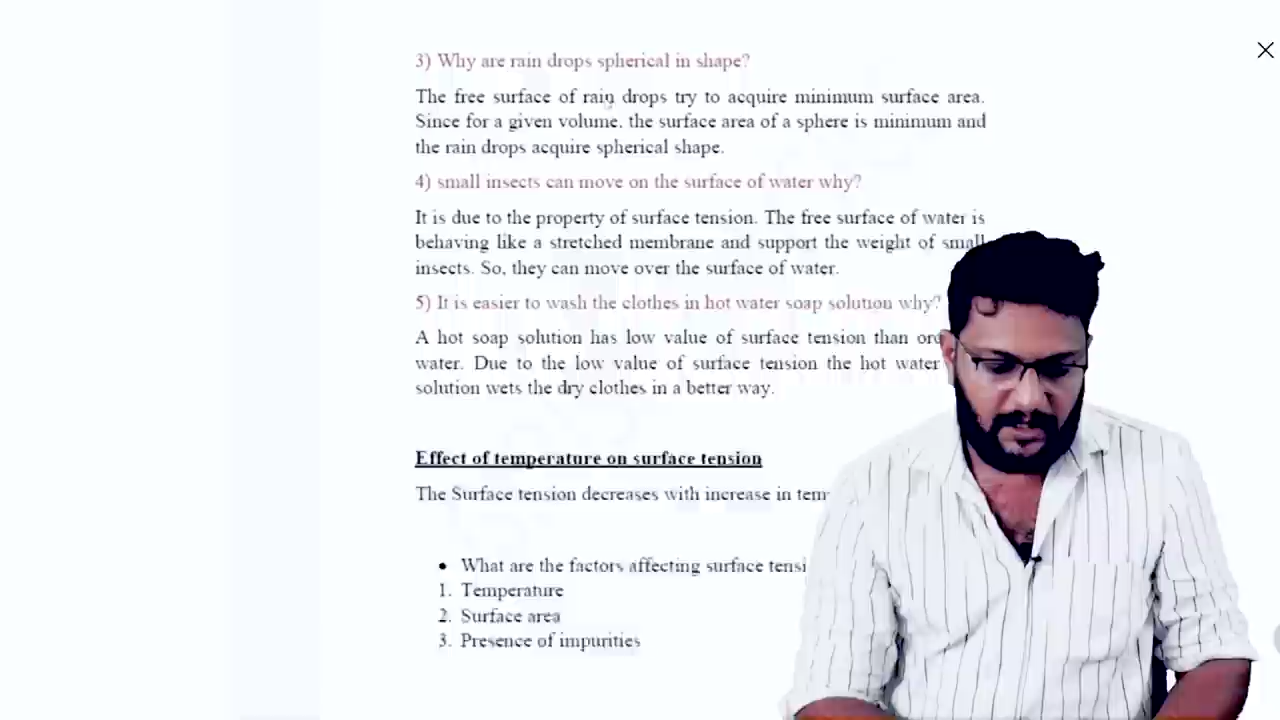 3) Why are rain drops spherical in shape?
The free surface of rain drops try to acquire minimum surface area.
Since for a given volume, the surface area of a sphere is minimum and
the rain drops acquire spherical shape.
4) small insects can move on the surface of water why?
It is due to the property of surface tension. The free surface of water is
behaving like a stretched membrane and support the weight of small
insects. So, they can move over the surface of water.
5) It is easier to wash the clothes in hot water soap solution why?
A hot soap solution has low value of surface tension than
water. Due to the low value of surface tension the hot water
solution wets the dry clothes in a better way.
Effect of temperature on surface tension
The Surface tension decreases with increase in
• What are the factors affecting surface
1. Temperature
2. Surface area
3. Presence of impurities